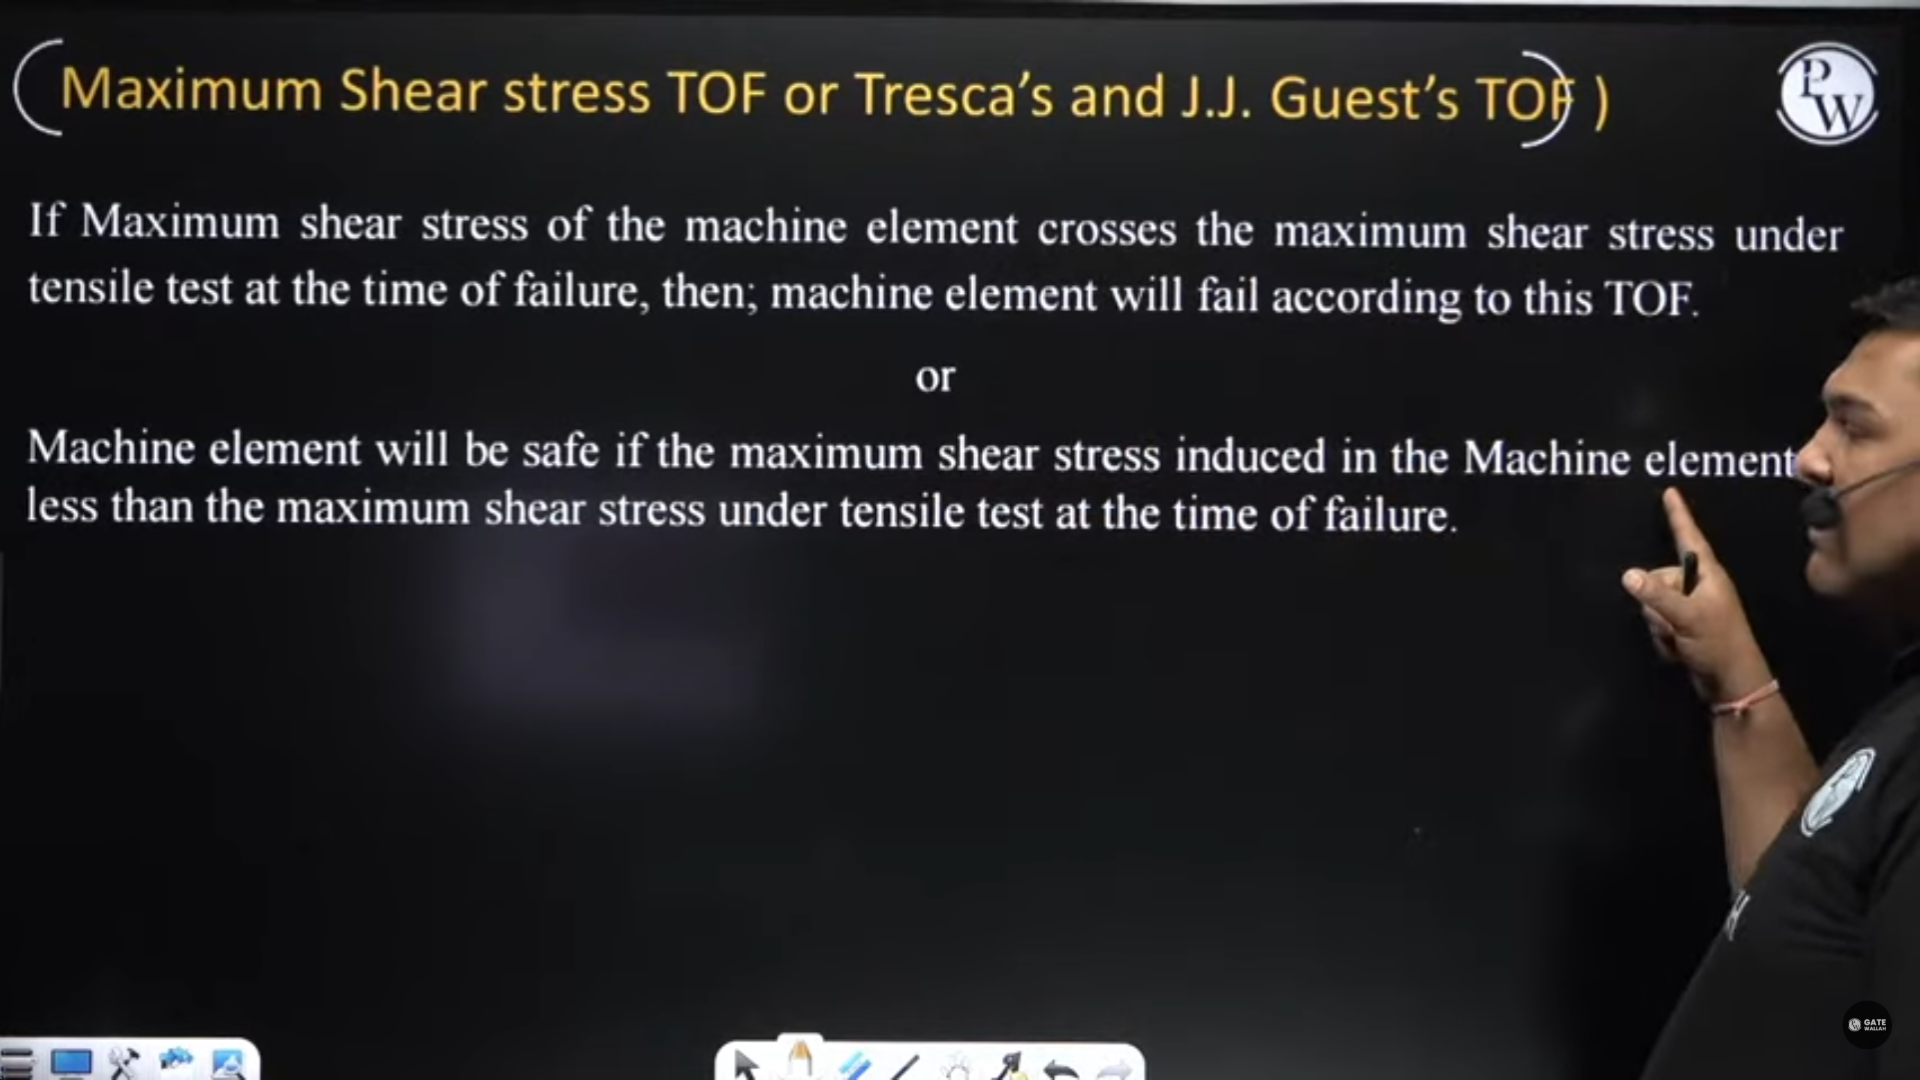 Maximum Shear stress TOF or Tresca's and J.J. Guest's TOF )
PW
If Maximum shear stress of the machine element crosses the maximum shear stress under
tensile test at the time of failure, then; machine element will fail according to this TOF.
or
Machine element will be safe if the maximum shear stress induced in the Machine element
less than the maximum shear stress under tensile test at the time of failure.
GATE
WALLAH